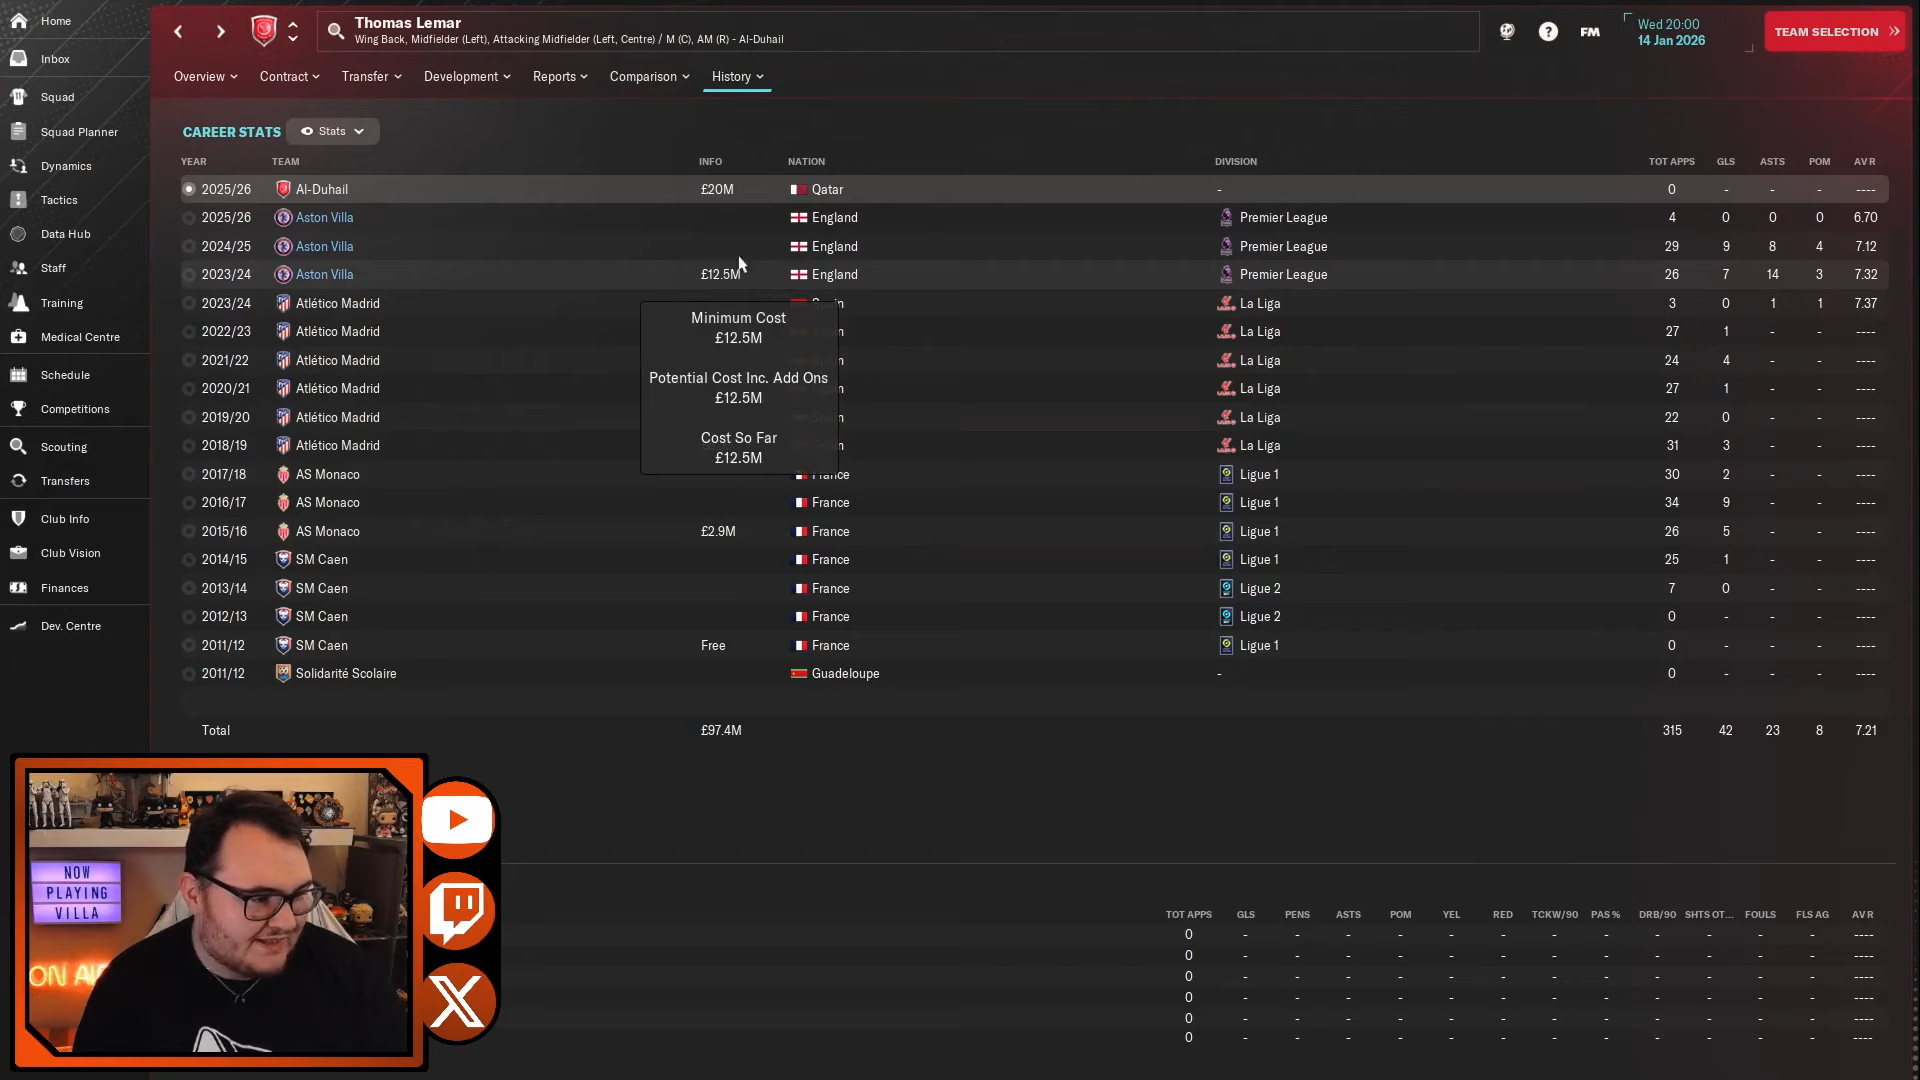 Home
Inbox
Squad
Squad Planner
Dynamics
Tactics
Data Hub
Staff
Training
Medical Centre
Schedule
Competitions
Scouting
Transfers
Club Info
Club Vision
Finances
Dev. Centre
Thomas Lemar
Wing Back, Midfielder (Left), Attacking Midfielder (Left, Centre) / M (C), AM (R) - Al-Duhail
? FM
Wed 20:00
14 Jan 2026
TEAM SELECTION
Overview Contract Transfer Development Reports Comparison History
CAREER STATS Stats
YEAR TEAM INFO NATION DIVISION TOT APPS GLS ASTS POM AV R
2025/26 Al-Duhail £20M Qatar - 0 - - - ----
2025/26 Aston Villa England Premier League 4 0 0 0 6.70
2024/25 Aston Villa England Premier League 29 9 8 4 7.12
2023/24 Aston Villa £12.5M England Premier League 26 7 14 3 7.32
2023/24 Atlético Madrid La Liga 3 0 1 1 7.37
2022/23 Atlético Madrid La Liga 27 1 - - ----
2021/22 Atlético Madrid La Liga 24 4 - - ----
2020/21 Atlético Madrid La Liga 27 1 - - ----
2019/20 Atlético Madrid La Liga 22 0 - - ----
2018/19 Atlético Madrid La Liga 31 3 - - ----
2017/18 AS Monaco France Ligue 1 30 2 - - ----
2016/17 AS Monaco France Ligue 1 34 9 - - ----
2015/16 AS Monaco £2.9M France Ligue 1 26 5 - - ----
2014/15 SM Caen France Ligue 1 25 1 - - ----
2013/14 SM Caen France Ligue 2 7 0 - - ----
2012/13 SM Caen France Ligue 2 0 - - - ----
2011/12 SM Caen Free France Ligue 1 0 - - - ----
2011/12 Solidarité Scolaire Guadeloupe - 0 - - - ----
Total £97.4M 315 42 23 8 7.21
Minimum Cost
£12.5M
Potential Cost Inc. Add Ons
£12.5M
Cost So Far
£12.5M
TOT APPS GLS PENS ASTS POM YEL RED TCKW/90 PAS % DRB/90 SHTS OT... FOULS FLS AG AV R
0 - - - - - - - - - - - - ----
0 - - - - - - - - - - - - ----
0 - - - - - - - - - - - - ----
0 - - - - - - - - - - - - ----
0 - - - - - - - - - - - - ----
0 - - - - - - - - - - - - ----
NOW
PLAYING
VILLA
ON AI